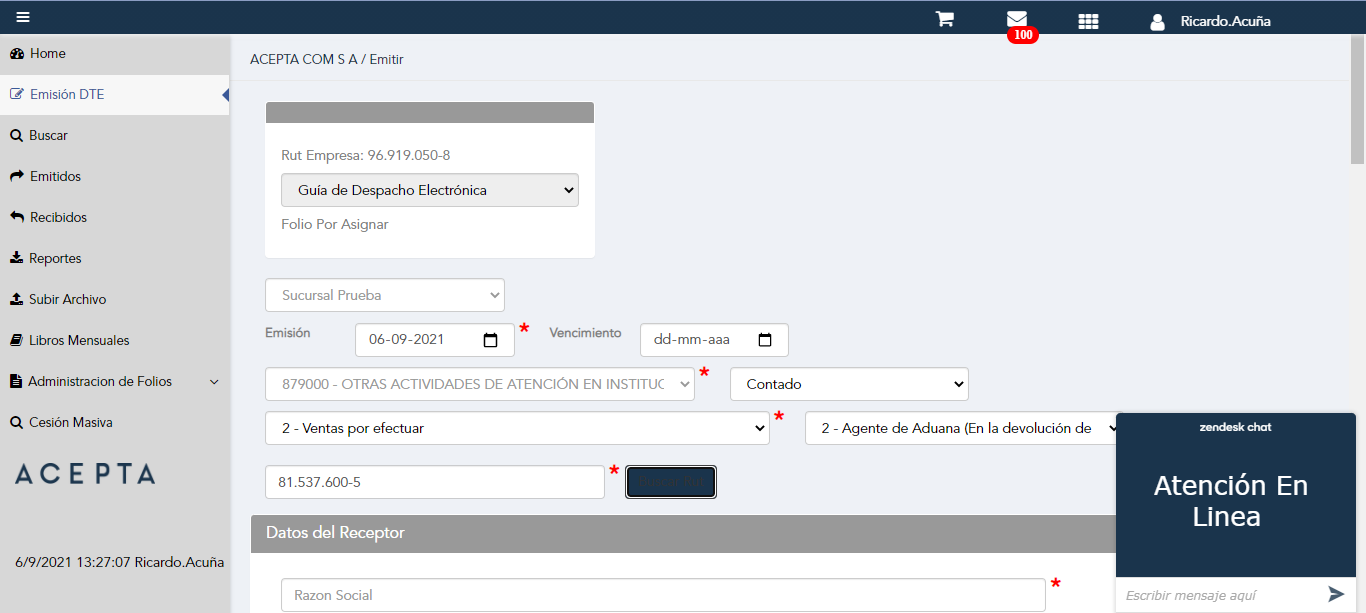 Ricardo.Acuña
100
Home
ACEPTA COM S A / Emitir
Emisión DTE
Buscar
Rut Empresa: 96.919.050-8
Emitidos
Guía de Despacho Electrónica
Recibidos
Folio Por Asignar
Reportes
Subir Archivo
Sucursal Prueba
Libros Mensuales
Emisión
06-09-2021
*
Vencimiento
dd-mm-aaa
Administracion de Folios
879000 - OTRAS ACTIVIDADES DE ATENCIÓN EN INSTITUC
*
Contado
Cesión Masiva
2 - Ventas por efectuar
*
2 - Agente de Aduana (En la devolución de
zendesk chat
ACEPTA
81.537.600-5
*
Atención En
Linea
Datos del Receptor
6/9/2021 13:27:07 Ricardo.Acuña
Razon Social
*
Escribir mensaje aquí